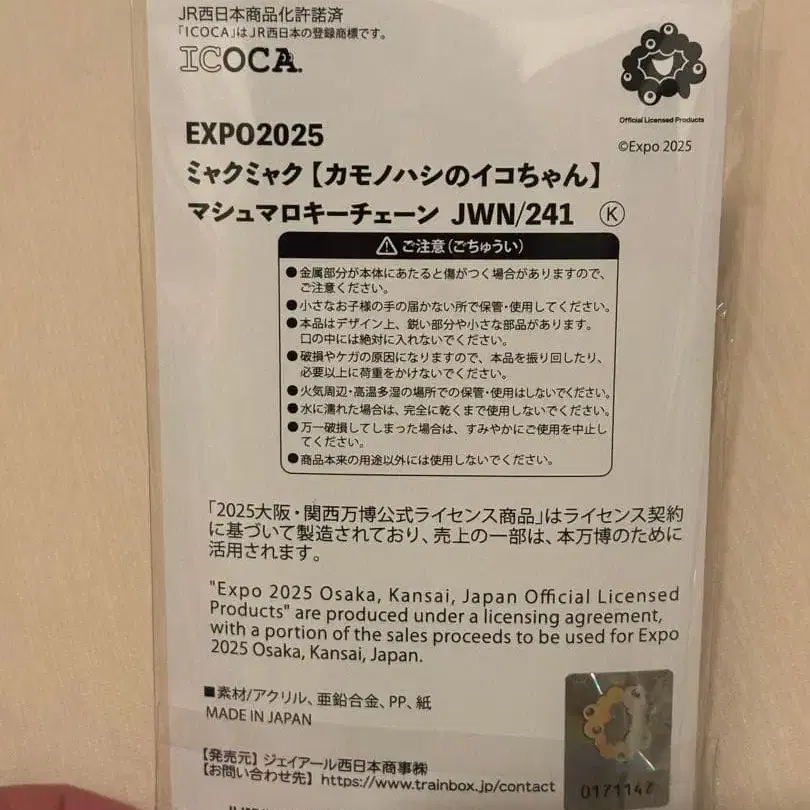 JR西日本商品化許諾済
「ICOCA」はJR西日本の登録商標です。
ICOCA.
Official Licensed Products
©Expo 2025
EXPO2025
ミャクミャク【カモノハシのイコちゃん】
マシュマロキーチェーン JWN/241 Ⓚ
⚠ご注意(ごちゅうい)
●金属部分が本体にあたると傷がつく場合がありますので、
ご注意ください。
●小さなお子様の手の届かない所で保管・使用してください。
●本品はデザイン上、鋭い部分や小さな部品があります。
口の中には絶対に入れないでください。
●破損やケガの原因になりますので、本品を振り回したり、
必要以上に荷重をかけないでください。
●火気周辺・高温多湿の場所での保管・使用はしないでください。
●水に濡れた場合は、完全に乾くまで使用しないでください。
●万一破損してしまった場合は、すみやかにご使用を中止し
てください。
●商品本来の用途以外には使用しないでください。
「2025大阪・関西万博公式ライセンス商品」はライセンス契約
に基づいて製造されており、売上の一部は、本万博のために
活用されます。
"Expo 2025 Osaka, Kansai, Japan Official Licensed
Products" are produced under a licensing agreement,
with a portion of the sales proceeds to be used for Expo
2025 Osaka, Kansai, Japan.
■素材/アクリル、亜鉛合金、PP、紙
MADE IN JAPAN
【発売元】ジェイアール西日本商事㈱
【お問い合わせ先】https://www.trainbox.jp/contact
0171147